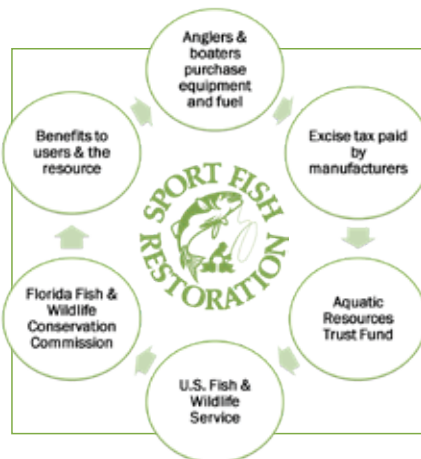 Anglers &
boaters
purchase
equipment
and fuel
Excise tax paid
by
manufacturers
Aquatic
Resources
Trust Fund
U.S. Fish &
Wildlife
Service
Florida Fish &
Wildlife
Conservation
Commission
Benefits to
users & the
resource
SPORT FISH
RESTORATION